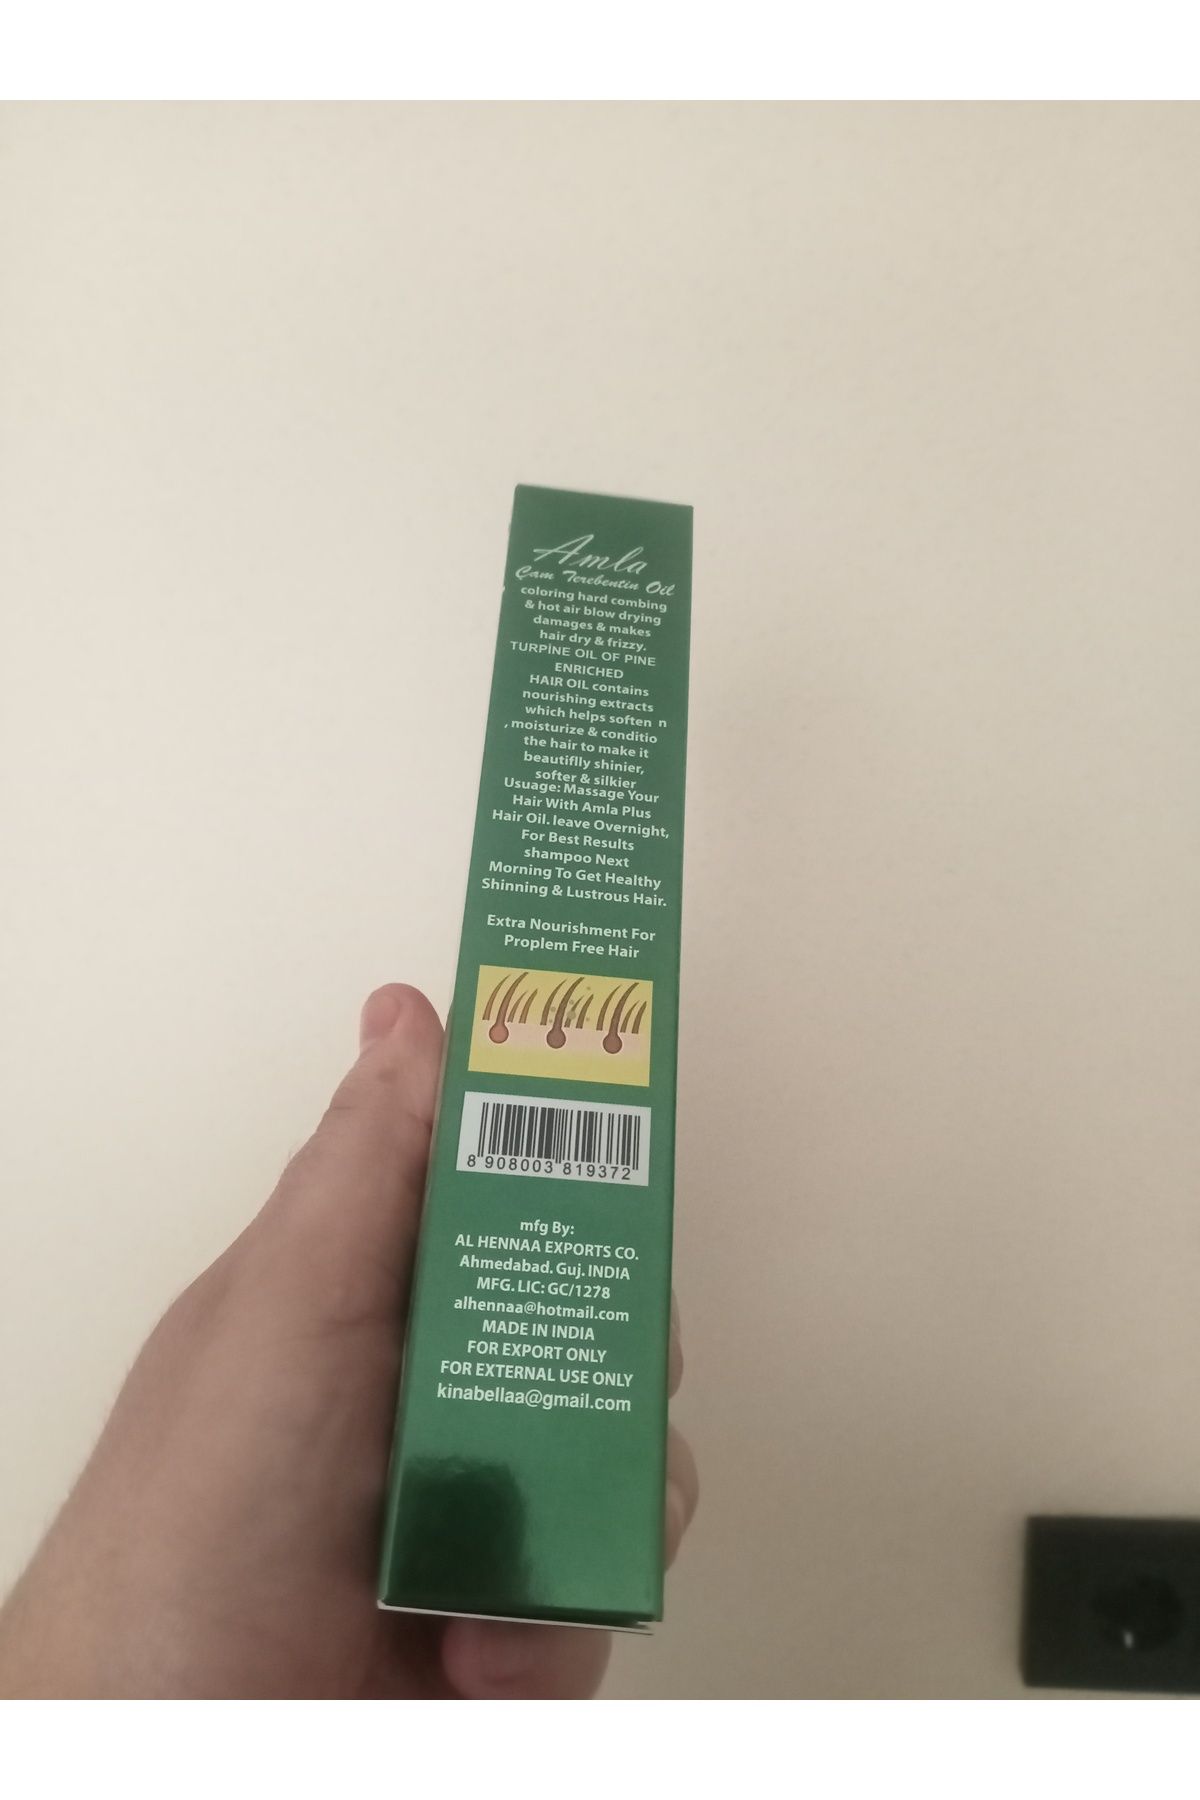 Amla
Çam Terebentin Oil
coloring hard combing
& hot air blow drying
damages & makes
hair dry & frizzy.
TURPİNE OIL OF PINE
ENRICHED
HAIR OIL contains
nourishing extracts
which helps soften n
, moisturize & conditio
the hair to make it
beautiflly shinier,
softer & silkier
Usuage: Massage Your
Hair With Amla Plus
Hair Oil. leave Overnight,
For Best Results
shampoo Next
Morning To Get Healthy
Shinning & Lustrous Hair.
Extra Nourishment For
Proplem Free Hair
8 908003 819372
mfg By:
AL HENNAA EXPORTS CO.
Ahmedabad. Guj. INDIA
MFG. LIC: GC/1278
alhennaa@hotmail.com
MADE IN INDIA
FOR EXPORT ONLY
FOR EXTERNAL USE ONLY
kinabellaa@gmail.com